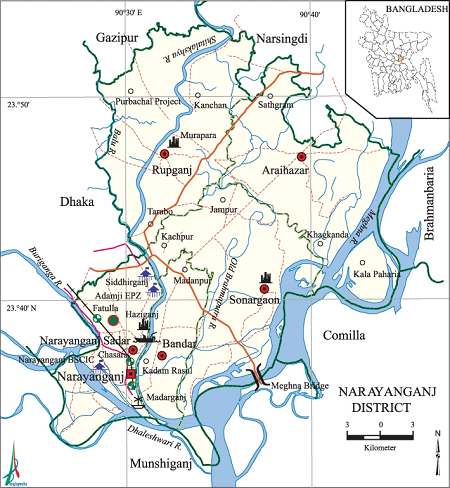 90°30' E
90°40'
BANGLADESH
Gazipur
Narsingdi
Shitalakshya R.
23°50'
Purbachal Project
Kanchan
Sathgram
Balu R.
Murapara
Rupganj
Araihazar
Brahmanbaria
Dhaka
Tarabo
Jampur
Meghna R.
Kachpur
Khagkanda
Old Brahmaputra R.
Kala Paharia
Buriganga R.
Siddhirganj
Madanpur
Adamji EPZ
Sonargaon
23°40' N
Fatulla
Haziganj
Narayanganj Sadar
Bandar
Comilla
Chasara
Narayanganj BSCIC
Kadam Rasul
Narayanganj
Meghna Bridge
Madarganj
NARAYANGANJ
DISTRICT
Dhaleshwari R.
3 0 3
Kilometer
N
Munshiganj